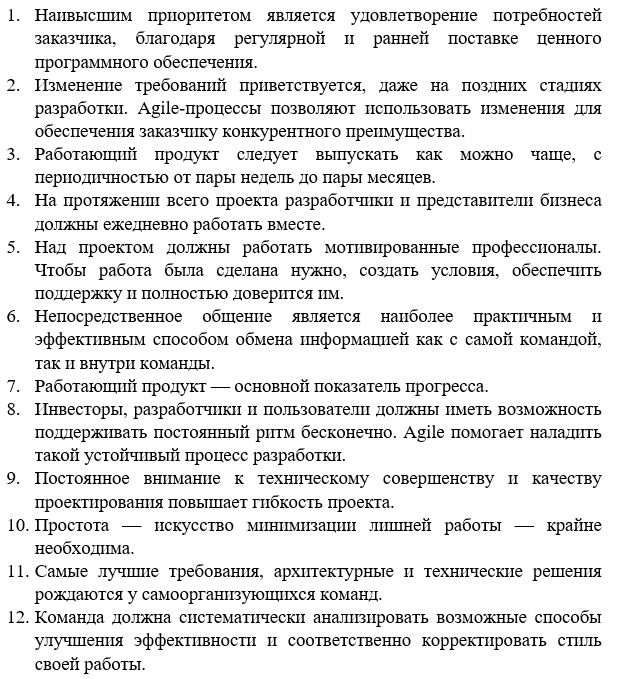 1. Наивысшим приоритетом является удовлетворение потребностей
заказчика, благодаря регулярной и ранней поставке ценного
программного обеспечения.
2. Изменение требований приветствуется, даже на поздних стадиях
разработки. Agile-процессы позволяют использовать изменения для
обеспечения заказчику конкурентного преимущества.
3. Работающий продукт следует выпускать как можно чаще, с
периодичностью от пары недель до пары месяцев.
4. На протяжении всего проекта разработчики и представители бизнеса
должны ежедневно работать вместе.
5. Над проектом должны работать мотивированные профессионалы.
Чтобы работа была сделана нужно, создать условия, обеспечить
поддержку и полностью доверится им.
6. Непосредственное общение является наиболее практичным и
эффективным способом обмена информацией как с самой командой,
так и внутри команды.
7. Работающий продукт — основной показатель прогресса.
8. Инвесторы, разработчики и пользователи должны иметь возможность
поддерживать постоянный ритм бесконечно. Agile помогает наладить
такой устойчивый процесс разработки.
9. Постоянное внимание к техническому совершенству и качеству
проектирования повышает гибкость проекта.
10. Простота — искусство минимизации лишней работы — крайне
необходима.
11. Самые лучшие требования, архитектурные и технические решения
рождаются у самоорганизующихся команд.
12. Команда должна систематически анализировать возможные способы
улучшения эффективности и соответственно корректировать стиль
своей работы.